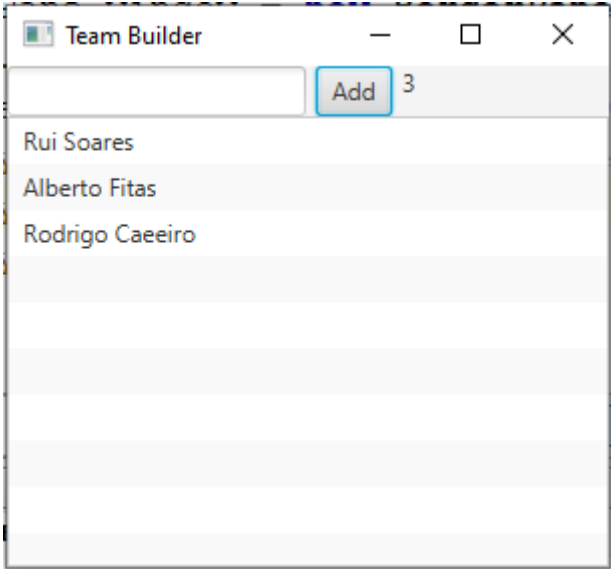 Team Builder
Add 3
Rui Soares
Alberto Fitas
Rodrigo Caeeiro